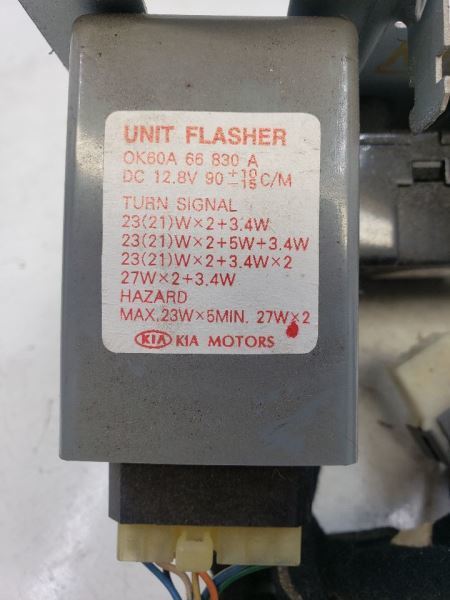 UNIT FLASHER
OK60A 66 830 A
DC 12.8V 90 +10 -15 C/M
TURN SIGNAL
23(21)W×2+3.4W
23(21)W×2+5W+3.4W
23(21)W×2+3.4W×2
27W×2+3.4W
HAZARD
MAX.23W×5MIN. 27W×2
KIA KIA MOTORS